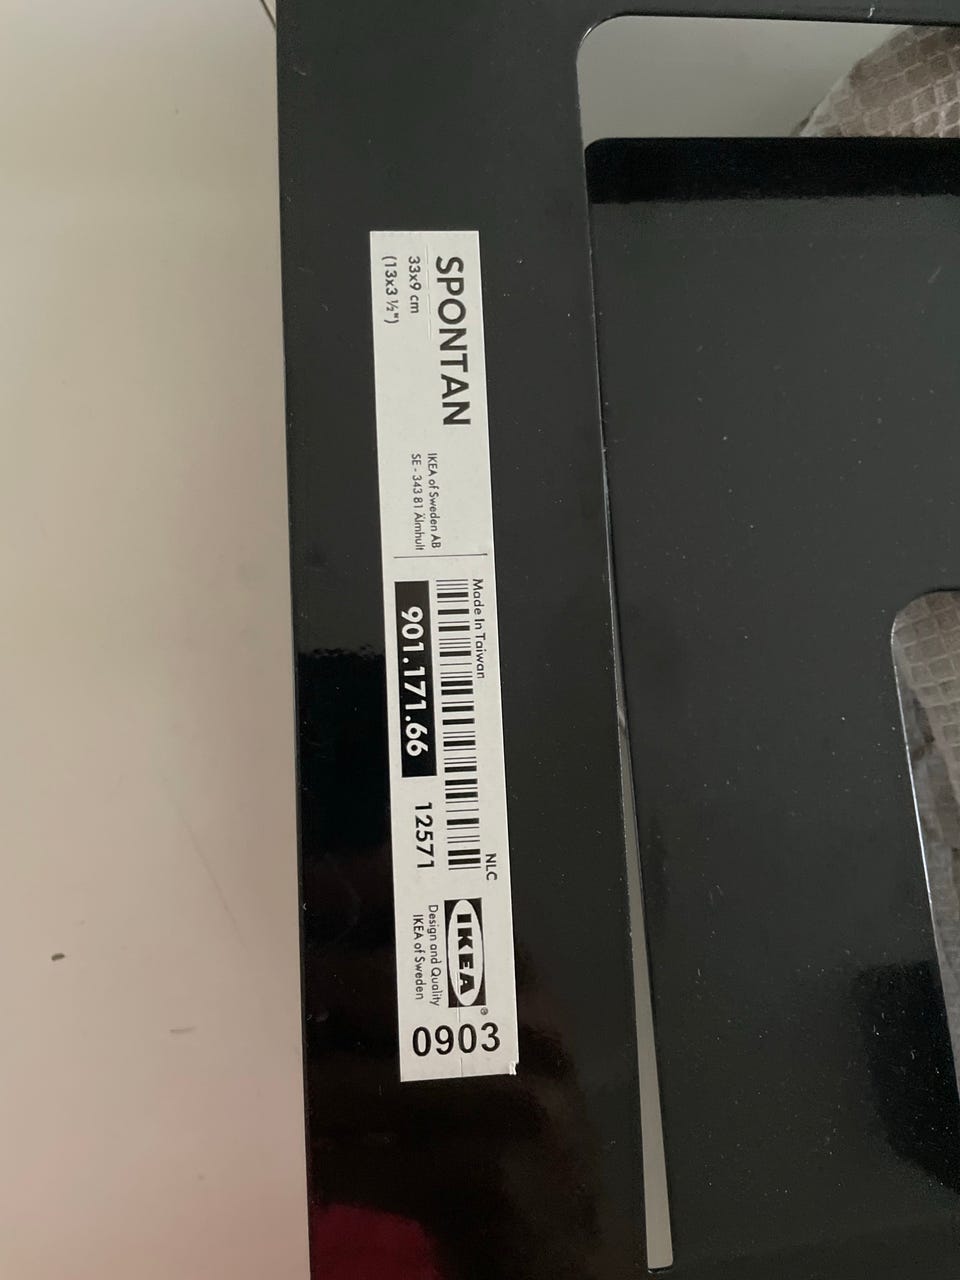 SPONTAN
33x9 cm
(13x3 ½")
IKEA of Sweden AB
SE - 343 81 Älmhult
Made In Taiwan
901.171.66
12571
NLC
IKEA®
Design and Quality
IKEA of Sweden
0903